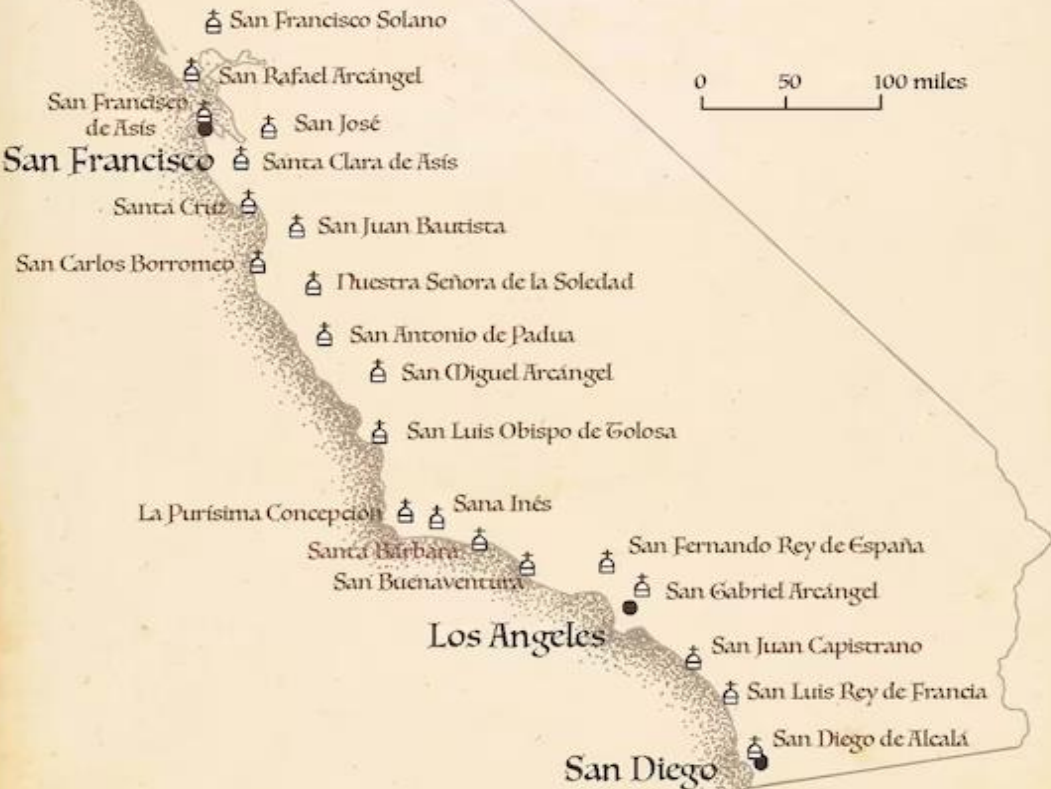 San Francisco Solano
San Rafael Arcángel
0 50 100 miles
San Francisco
de Asís
San José
San Francisco
Santa Clara de Asís
Santa Cruz
San Juan Bautista
San Carlos Borromeo
Nuestra Señora de la Soledad
San Antonio de Padua
San Miguel Arcángel
San Luis Obispo de Tolosa
La Purísima Concepción
Sana Inés
Santa Bárbara
San Fernando Rey de España
San Buenaventura
San Gabriel Arcángel
Los Angeles
San Juan Capistrano
San Luis Rey de Francia
San Diego de Alcalá
San Diego